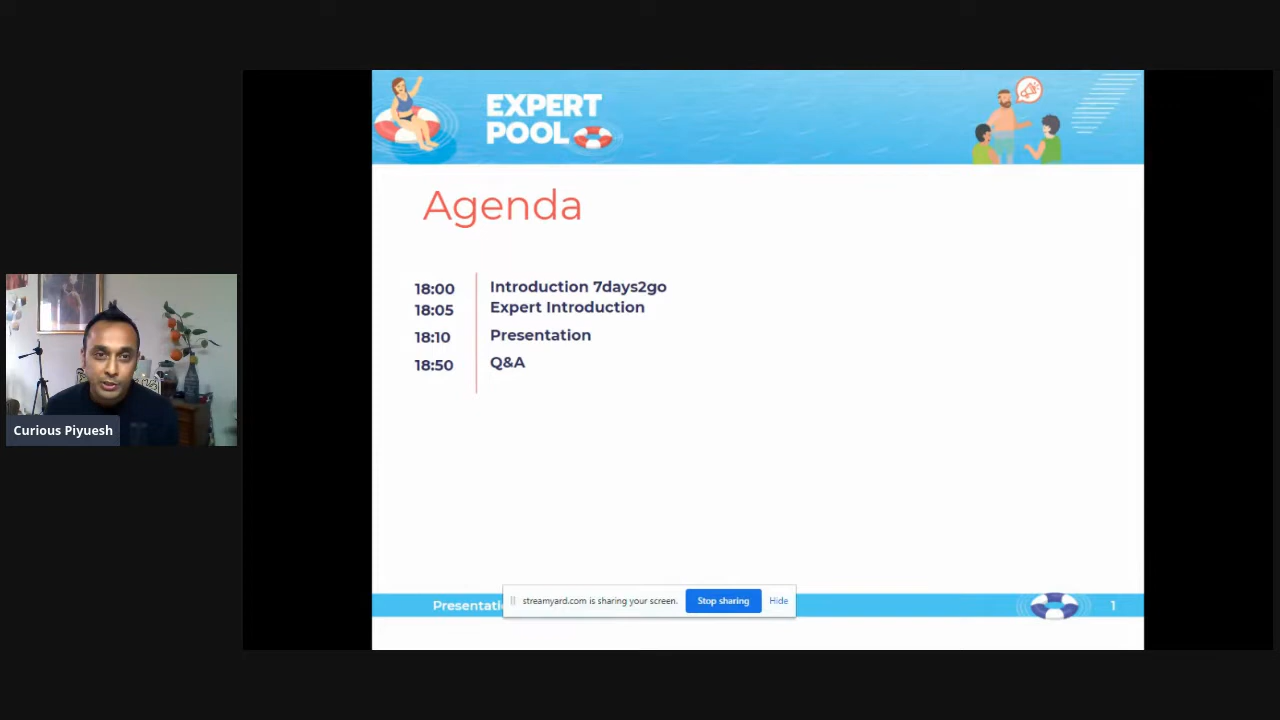 EXPERT
POOL
Agenda
18:00 Introduction 7days2go
18:05 Expert Introduction
18:10 Presentation
18:50 Q&A
Curious Piyuesh
streamyard.com is sharing your screen. Stop sharing Hide
1